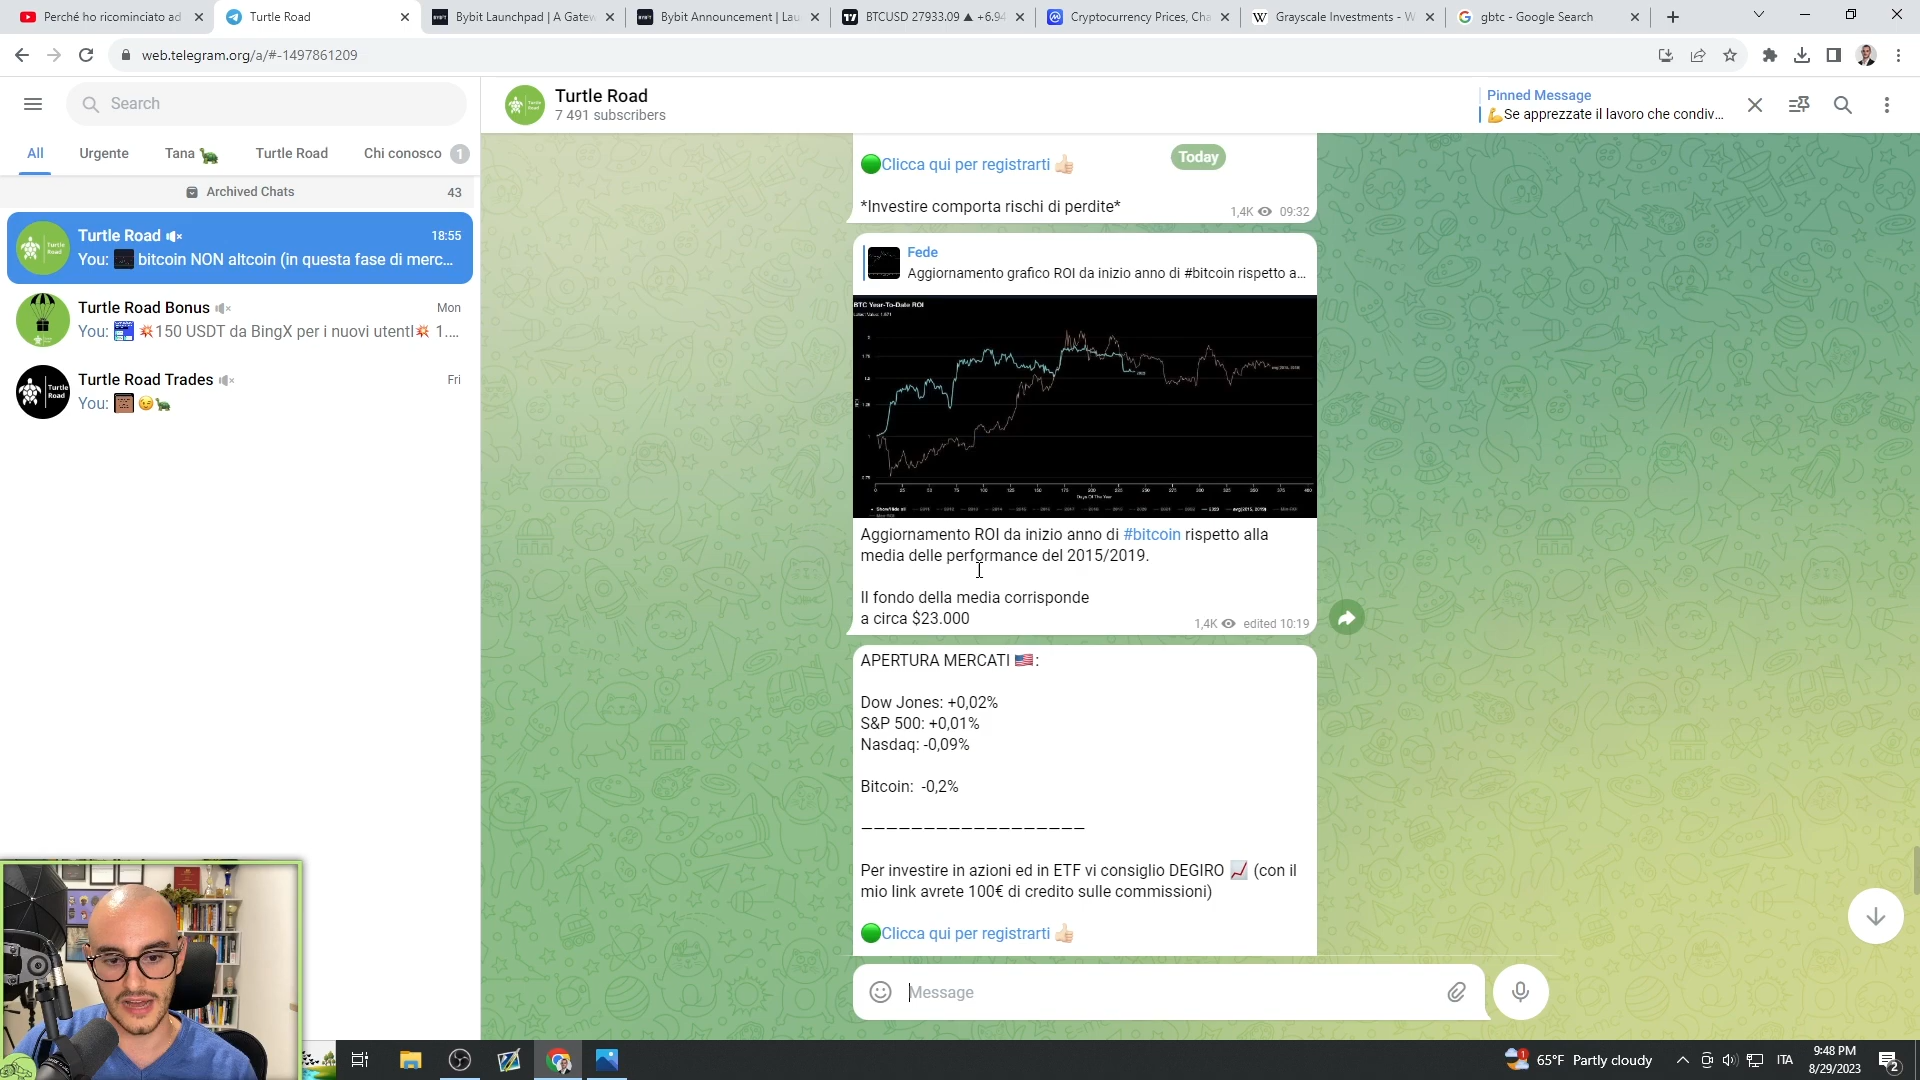 Perché ho ricominciato ad
Turtle Road
Bybit Launchpad | A Gatew
Bybit Announcement | Lau
BTCUSD 27933.09 ▲ +6.94
Cryptocurrency Prices, Cha
Grayscale Investments - W
gbtc - Google Search
web.telegram.org/a/#-1497861209
Search
Turtle Road
7 491 subscribers
Pinned Message
💪Se apprezzate il lavoro che condiv...
All
Urgente
Tana 🐢
Turtle Road
Chi conosco 1
Archived Chats 43
Turtle Road 18:55
You: bitcoin NON altcoin (in questa fase di merc...
Turtle Road Bonus Mon
You: 💥150 USDT da BingX per i nuovi utentI💥 1....
Turtle Road Trades Fri
You: 😉🐢
Today
🟢Clicca qui per registrarti 👍🏻
*Investire comporta rischi di perdite*
1,4K 09:32
Fede
Aggiornamento grafico ROI da inizio anno di #bitcoin rispetto a...
BTC Year-To-Date ROI
Aggiornamento ROI da inizio anno di #bitcoin rispetto alla
media delle performance del 2015/2019.
Il fondo della media corrisponde
a circa $23.000
1,4K edited 10:19
APERTURA MERCATI 🇺🇸:
Dow Jones: +0,02%
S&P 500: +0,01%
Nasdaq: -0,09%
Bitcoin: -0,2%
——————————————————
Per investire in azioni ed in ETF vi consiglio DEGIRO 📈 (con il
mio link avrete 100€ di credito sulle commissioni)
🟢Clicca qui per registrarti 👍🏻
Message
65°F Partly cloudy
ITA
9:48 PM
8/29/2023
2